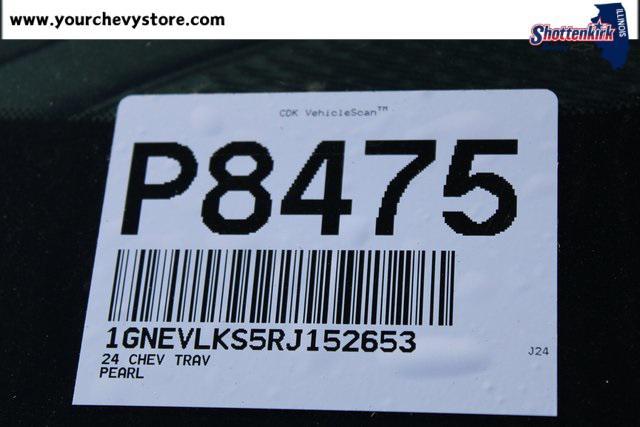 www.yourchevystore.com
Shottenkirk
ILLINOIS
CDK VehicleScan™
P8475
1GNEVLKS5RJ152653
24 CHEV TRAV
PEARL
J24